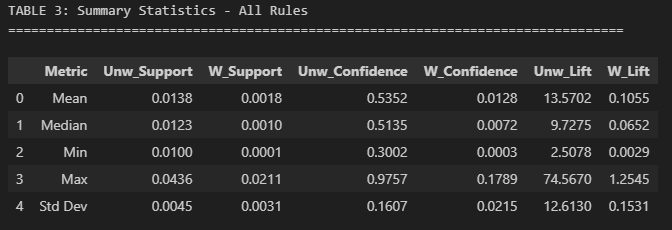 TABLE 3: Summary Statistics - All Rules
================================================================================
Metric Unw_Support W_Support Unw_Confidence W_Confidence Unw_Lift W_Lift
0 Mean 0.0138 0.0018 0.5352 0.0128 13.5702 0.1055
1 Median 0.0123 0.0010 0.5135 0.0072 9.7275 0.0652
2 Min 0.0100 0.0001 0.3002 0.0003 2.5078 0.0029
3 Max 0.0436 0.0211 0.9757 0.1789 74.5670 1.2545
4 Std Dev 0.0045 0.0031 0.1607 0.0215 12.6130 0.1531